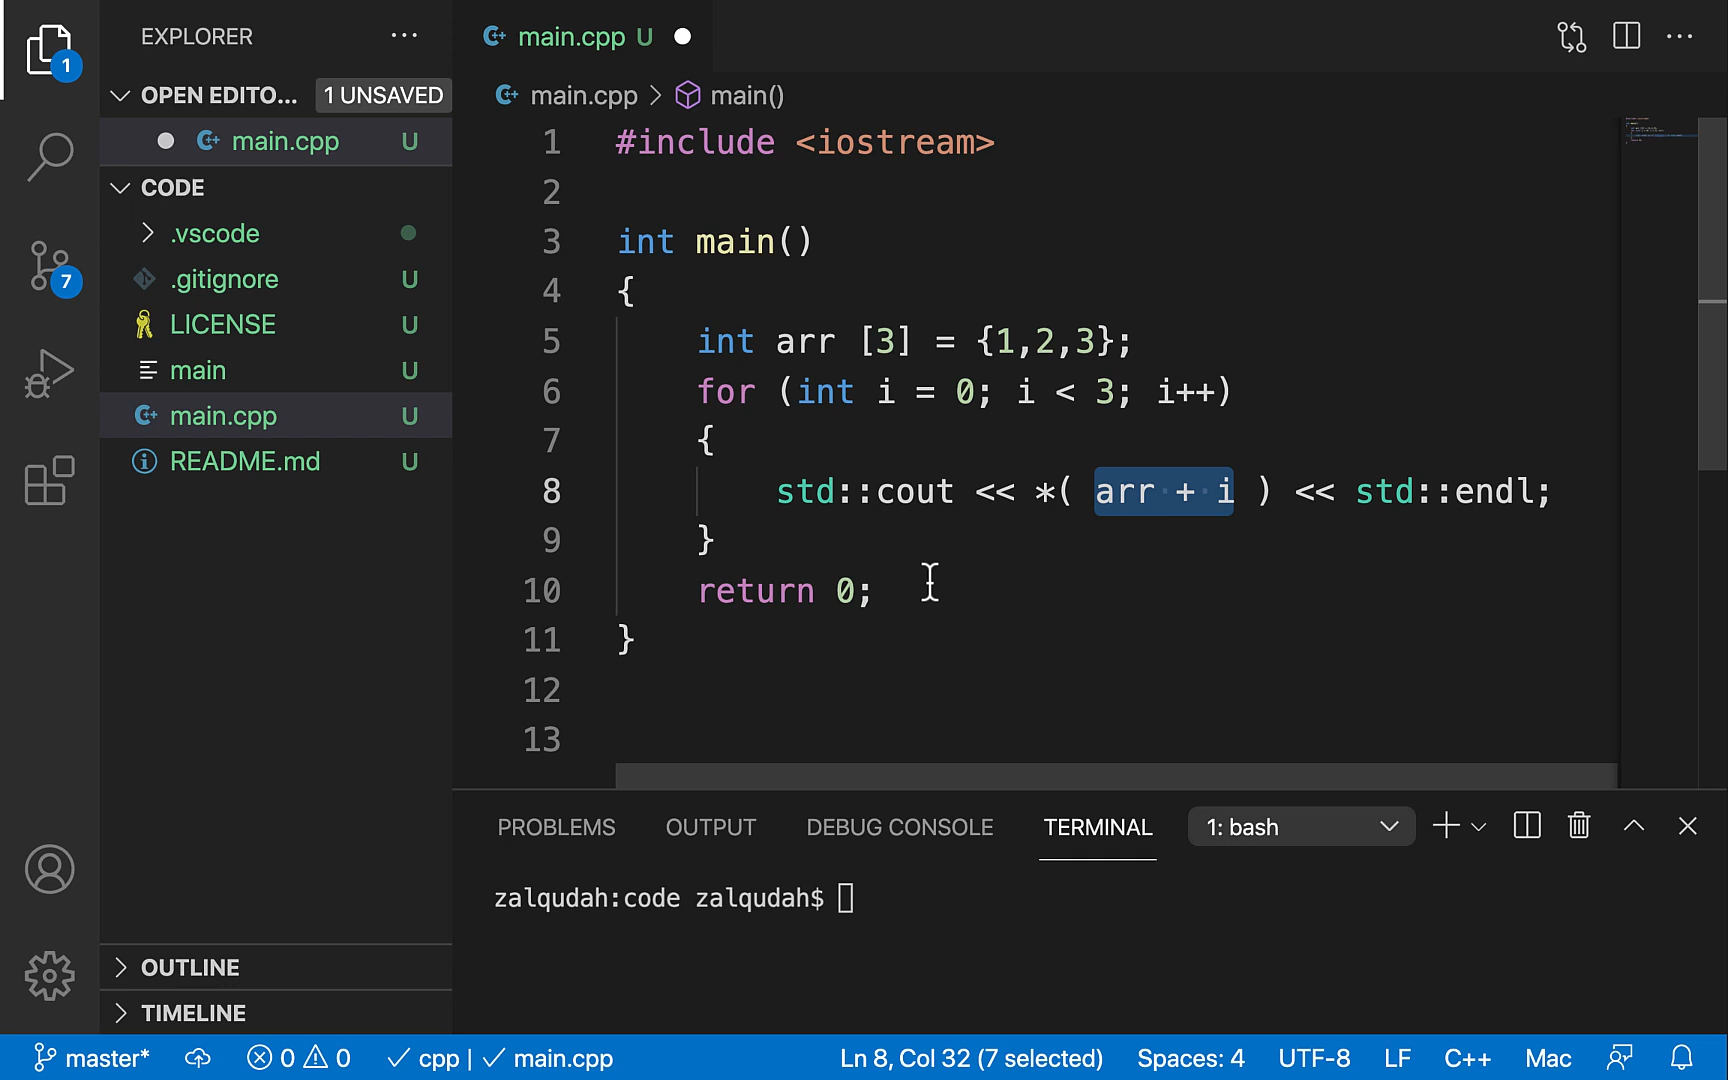 EXPLORER ...
OPEN EDITO... 1 UNSAVED
main.cpp U
CODE
.vscode
.gitignore U
LICENSE U
main U
main.cpp U
README.md U
OUTLINE
TIMELINE
1
7
main.cpp U
main.cpp > main()
1 #include <iostream>
2
3 int main()
4 {
5 int arr [3] = {1,2,3};
6 for (int i = 0; i < 3; i++)
7 {
8 std::cout << *( arr + i ) << std::endl;
9 }
10 return 0;
11 }
12
13
PROBLEMS OUTPUT DEBUG CONSOLE TERMINAL 1: bash
zalqudah:code zalqudah$
master* 0 0 cpp | main.cpp Ln 8, Col 32 (7 selected) Spaces: 4 UTF-8 LF C++ Mac